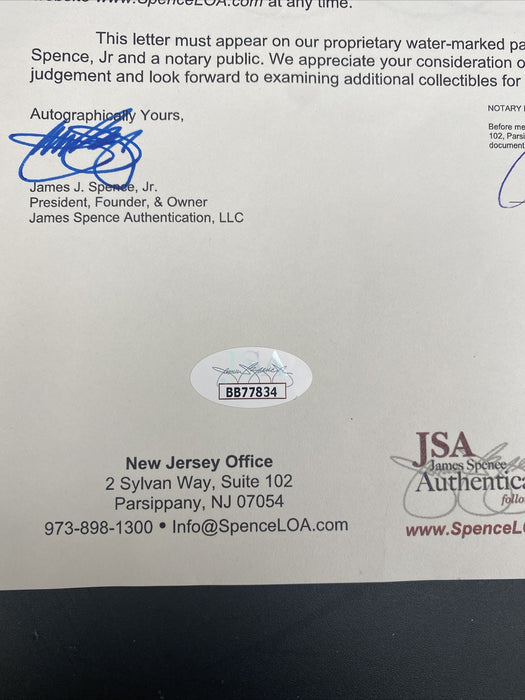 www.SpenceLOA.com at any time.
This letter must appear on our proprietary water-marked pa
Spence, Jr and a notary public. We appreciate your consideration o
judgement and look forward to examining additional collectibles for
Autographically Yours,
James J. Spence, Jr.
President, Founder, & Owner
James Spence Authentication, LLC
NOTARY
Before me
102, Parsi
document
JSA
BB77834
New Jersey Office
2 Sylvan Way, Suite 102
Parsippany, NJ 07054
973-898-1300 • Info@SpenceLOA.com
JSA
James Spence
Authentica
follo
www.SpenceL